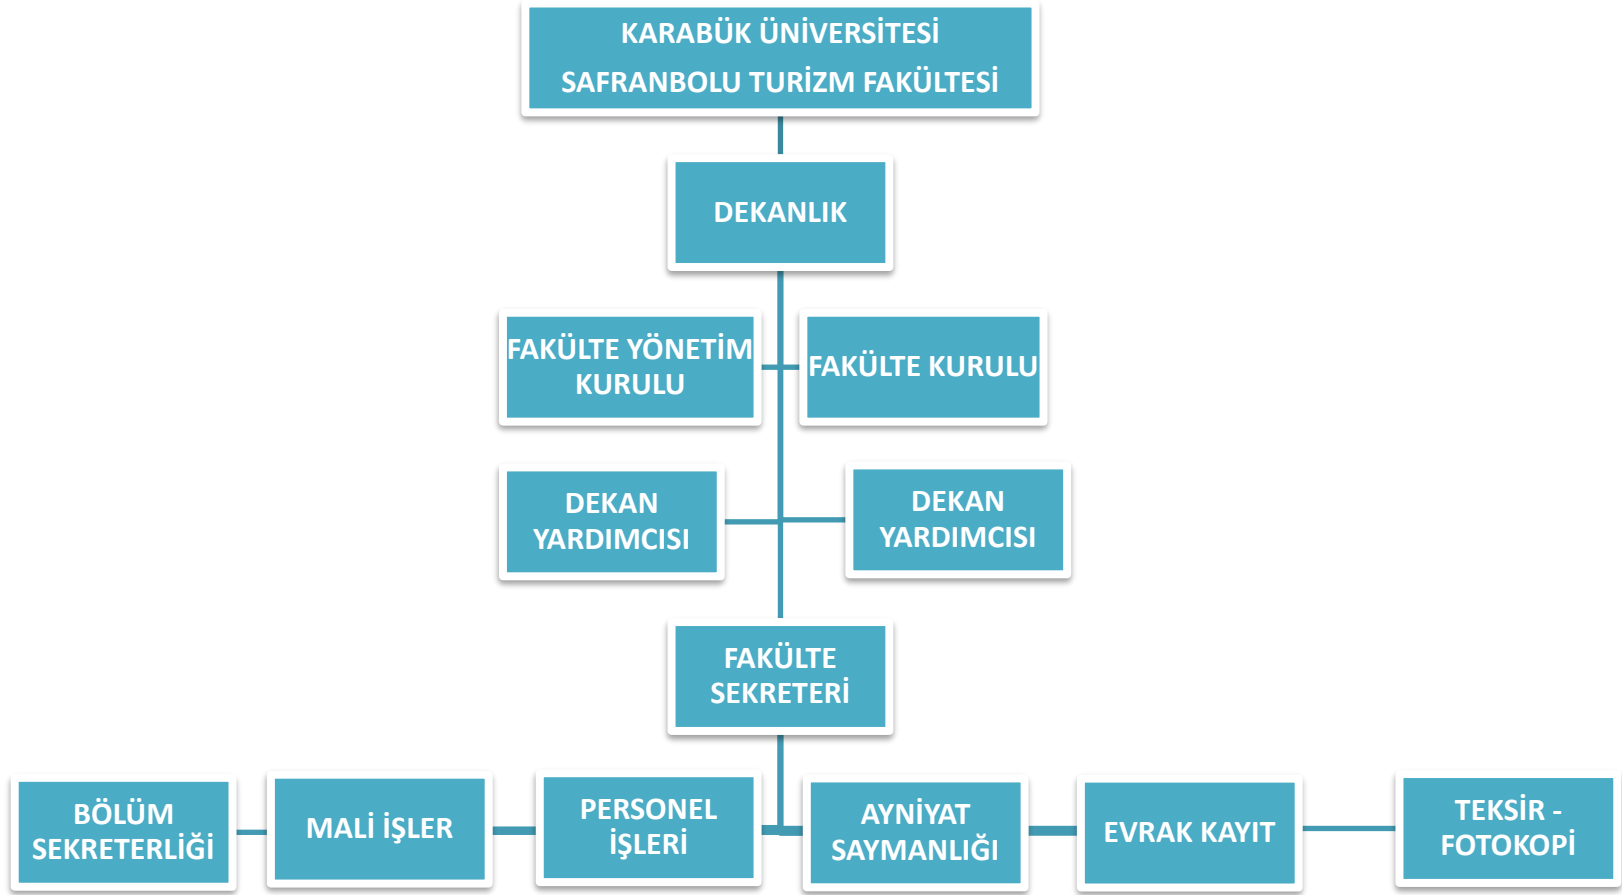 KARABÜK ÜNİVERSİTESİ
SAFRANBOLU TURİZM FAKÜLTESİ
DEKANLIK
FAKÜLTE YÖNETİM
KURULU
FAKÜLTE KURULU
DEKAN
YARDIMCISI
DEKAN
YARDIMCISI
FAKÜLTE
SEKRETERİ
BÖLÜM
SEKRETERLİĞİ
MALİ İŞLER
PERSONEL
İŞLERİ
AYNİYAT
SAYMANLIĞI
EVRAK KAYIT
TEKSİR -
FOTOKOPİ